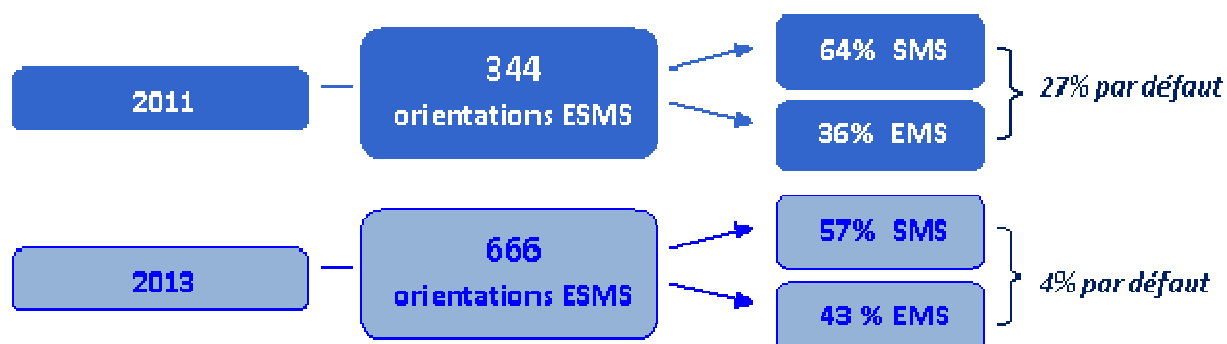 2011
344
orientations ESMS
64% SMS
36% EMS
27% par défaut
2013
666
orientations ESMS
57% SMS
43 % EMS
4% par défaut